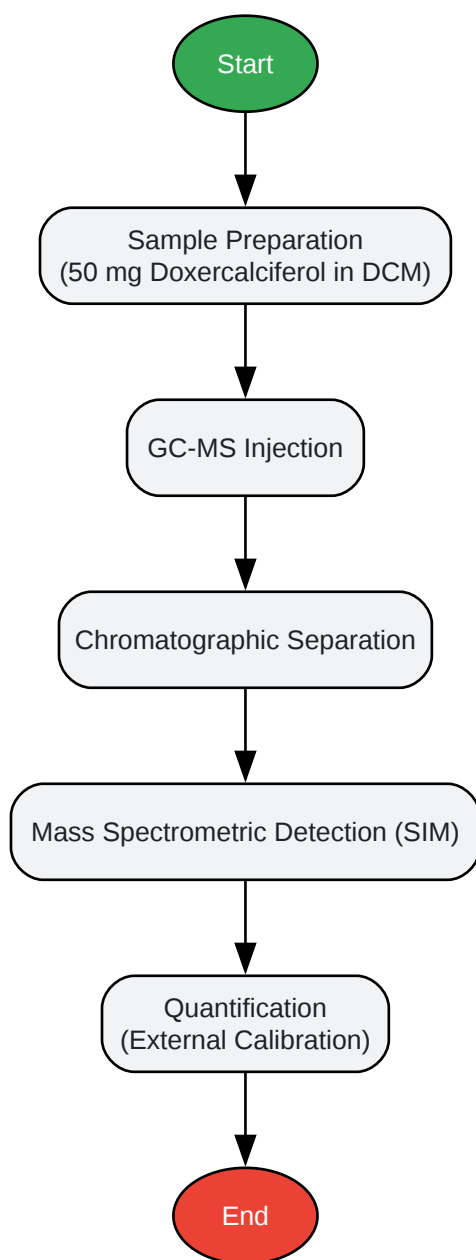 Start
Sample Preparation
(50 mg Doxercalciferol in DCM)
GC-MS Injection
Chromatographic Separation
Mass Spectrometric Detection (SIM)
Quantification
(External Calibration)
End